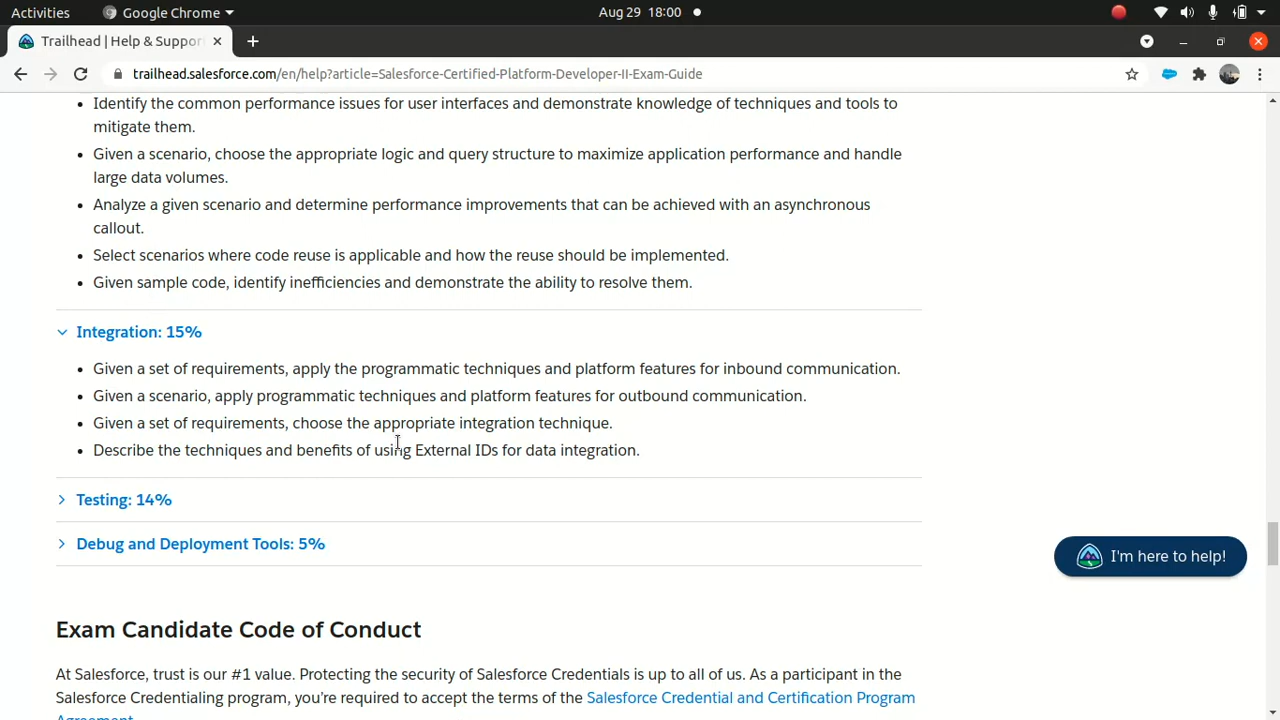 Activities
Google Chrome
Aug 29 18:00
Trailhead | Help & Suppor
trailhead.salesforce.com/en/help?article=Salesforce-Certified-Platform-Developer-II-Exam-Guide
• Identify the common performance issues for user interfaces and demonstrate knowledge of techniques and tools to
mitigate them.
• Given a scenario, choose the appropriate logic and query structure to maximize application performance and handle
large data volumes.
• Analyze a given scenario and determine performance improvements that can be achieved with an asynchronous
callout.
• Select scenarios where code reuse is applicable and how the reuse should be implemented.
• Given sample code, identify inefficiencies and demonstrate the ability to resolve them.
Integration: 15%
• Given a set of requirements, apply the programmatic techniques and platform features for inbound communication.
• Given a scenario, apply programmatic techniques and platform features for outbound communication.
• Given a set of requirements, choose the appropriate integration technique.
• Describe the techniques and benefits of using External IDs for data integration.
Testing: 14%
Debug and Deployment Tools: 5%
I'm here to help!
Exam Candidate Code of Conduct
At Salesforce, trust is our #1 value. Protecting the security of Salesforce Credentials is up to all of us. As a participant in the
Salesforce Credentialing program, you're required to accept the terms of the Salesforce Credential and Certification Program
Agreement.